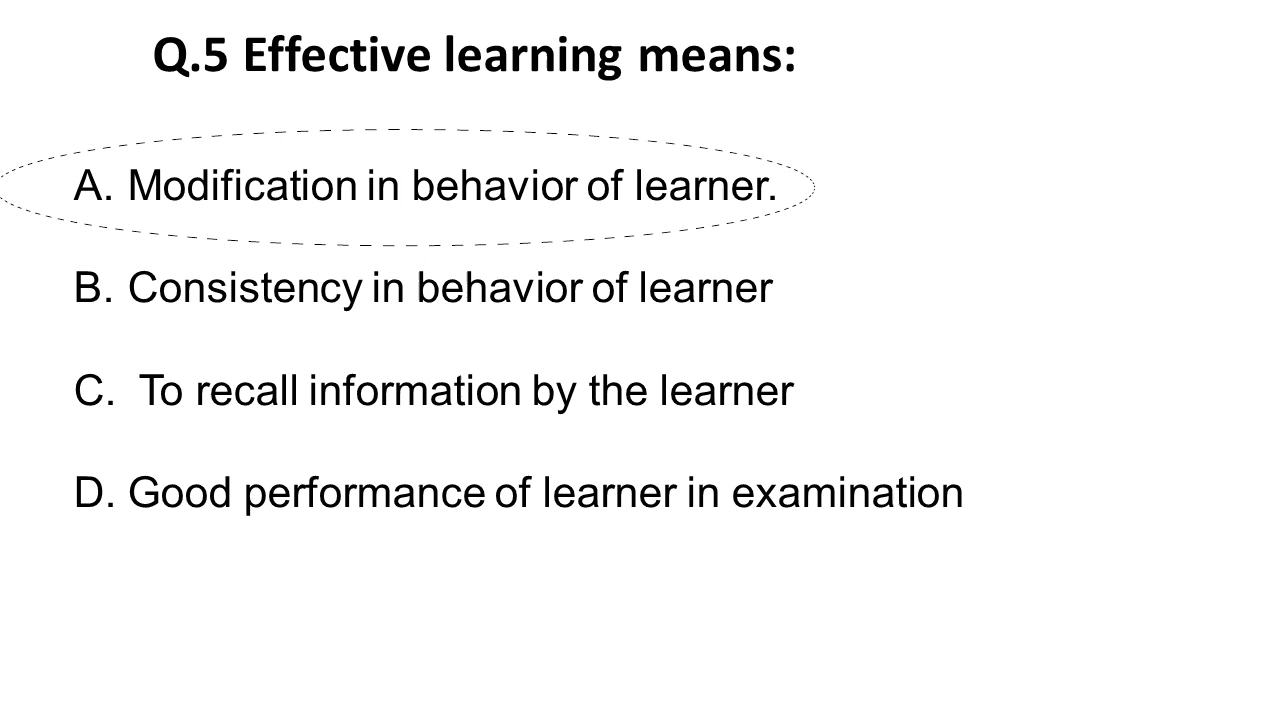 Q.5 Effective learning means:
A. Modification in behavior of learner.
B. Consistency in behavior of learner
C. To recall information by the learner
D. Good performance of learner in examination